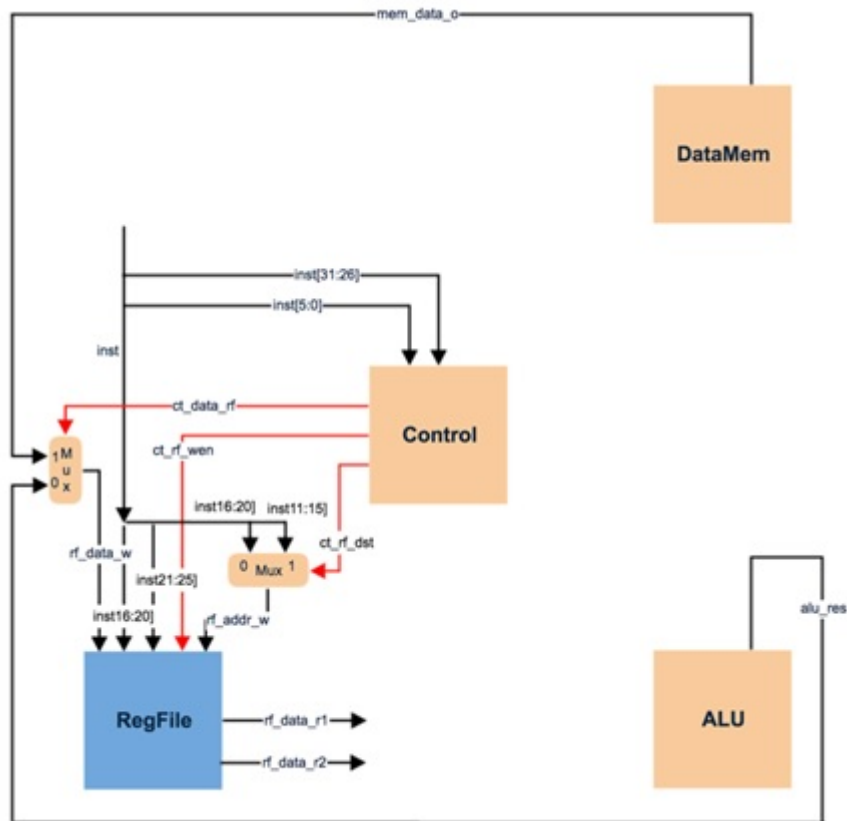 mem_data_o
DataMem
inst[31:26]
inst[5:0]
inst
ct_data_rf
Control
ct_rf_wen
1 M
u
0 x
inst16:20]
inst11:15]
rf_data_w
ct_rf_dst
0 Mux 1
inst21:25]
inst16:20]
rf_addr_w
alu_res
RegFile
rf_data_r1
ALU
rf_data_r2